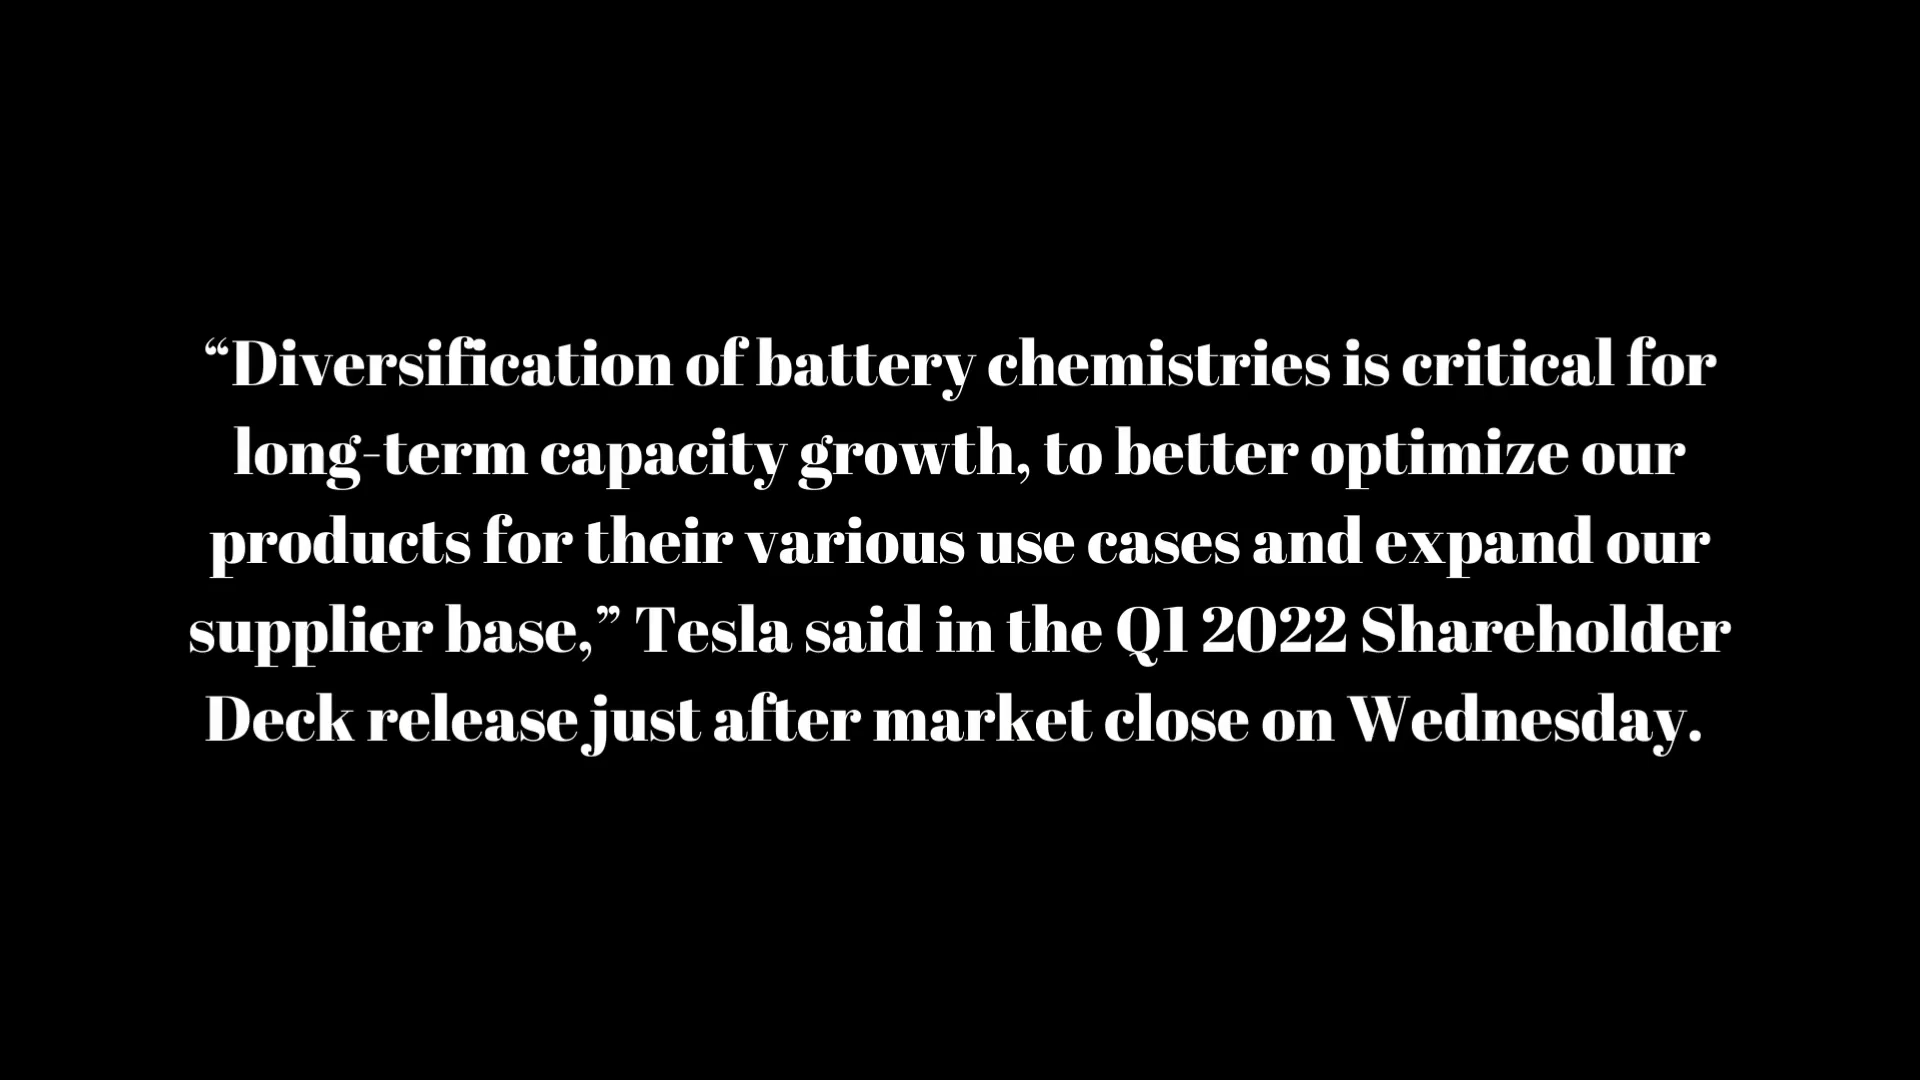 “Diversification of battery chemistries is critical for
long-term capacity growth, to better optimize our
products for their various use cases and expand our
supplier base,” Tesla said in the Q1 2022 Shareholder
Deck release just after market close on Wednesday.